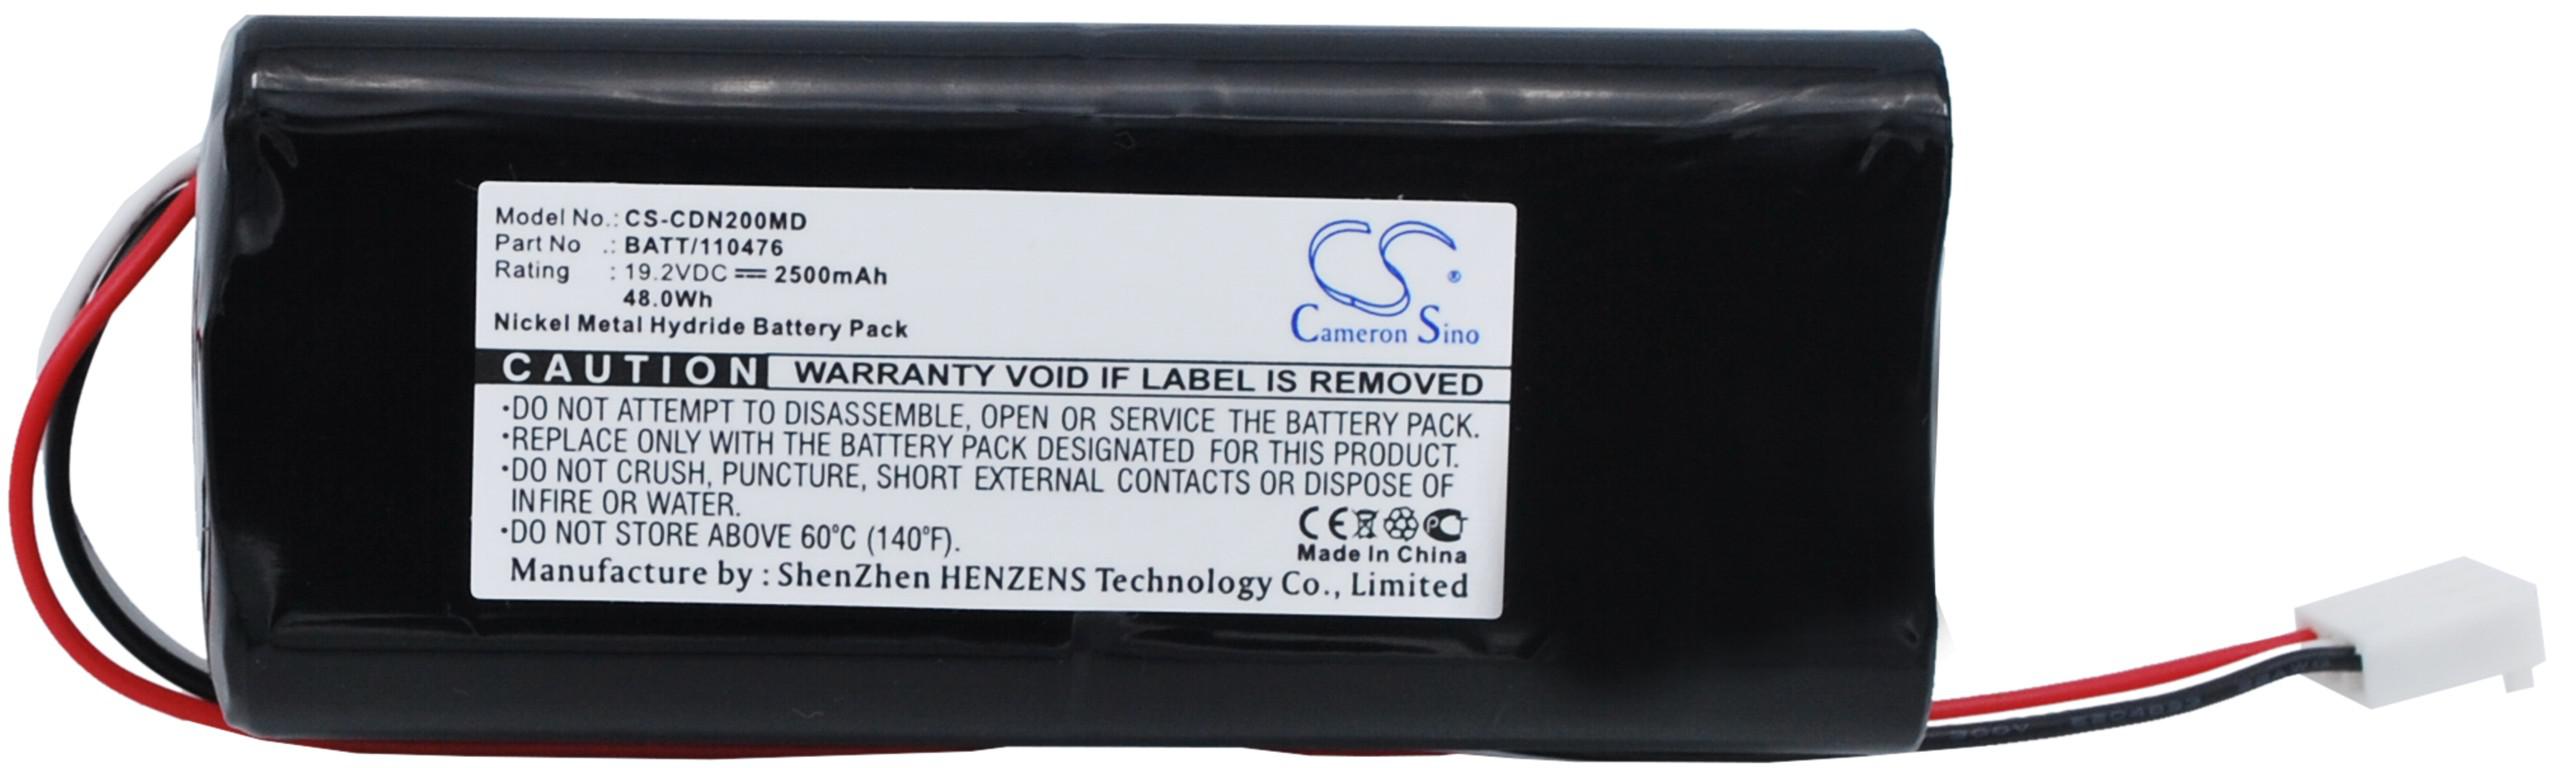 Model No.: CS-CDN200MD
Part No .: BATT/110476
Rating : 19.2VDC 2500mAh
48.0Wh
Nickel Metal Hydride Battery Pack
CS ®
Cameron Sino
CAUTION WARRANTY VOID IF LABEL IS REMOVED
·DO NOT ATTEMPT TO DISASSEMBLE, OPEN OR SERVICE THE BATTERY PACK.
·REPLACE ONLY WITH THE BATTERY PACK DESIGNATED FOR THIS PRODUCT.
·DO NOT CRUSH, PUNCTURE, SHORT EXTERNAL CONTACTS OR DISPOSE OF
IN FIRE OR WATER.
·DO NOT STORE ABOVE 60°C (140°F).
CE
Made In China
Manufacture by : ShenZhen HENZENS Technology Co., Limited